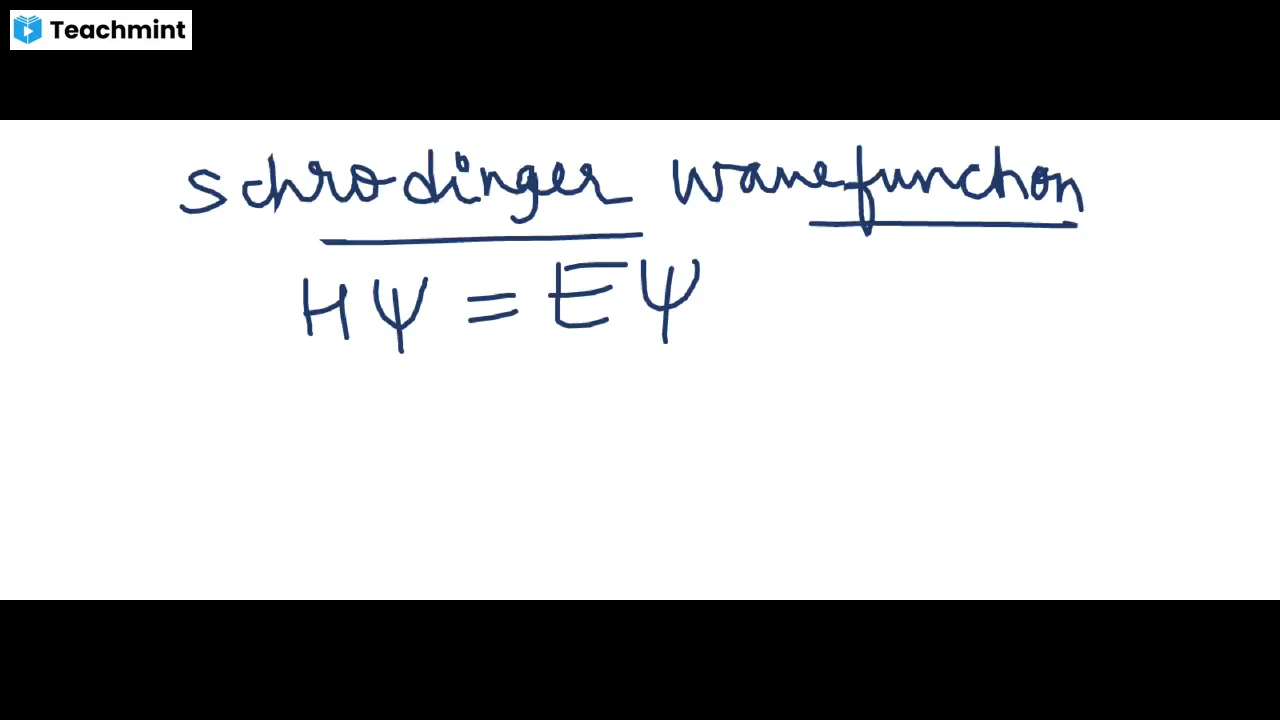 Teachmint
schrodinger wavefunction
Hψ = Eψ